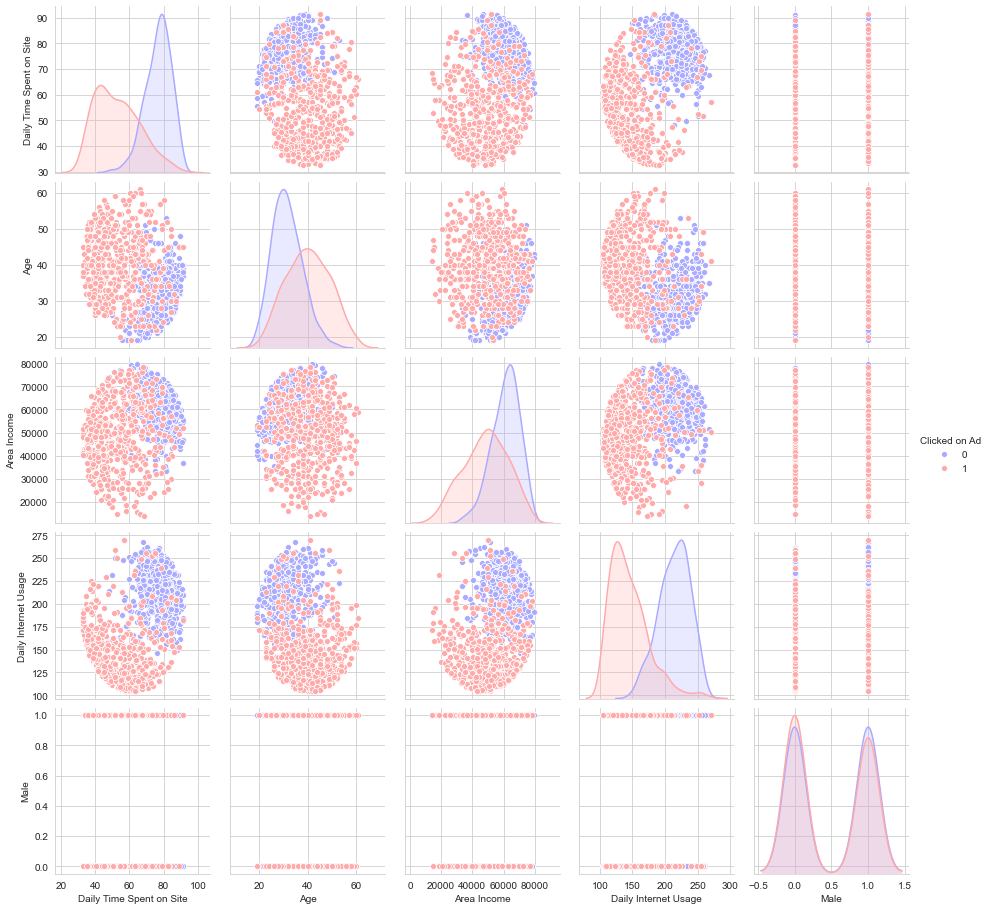 90
80
70
60
50
40
30
Daily Time Spent on Site
60
50
40
30
20
Age
80000
70000
60000
50000
40000
30000
20000
Area Income
Clicked on Ad
0
1
275
250
225
200
175
150
125
100
Daily Internet Usage
1.0
0.8
0.6
0.4
0.2
0.0
Male
20 40 60 80 100
20 40 60
0 20000 40000 60000 80000
100 150 200 250 300
−0.5 0.0 0.5 1.0 1.5
Daily Time Spent on Site
Age
Area Income
Daily Internet Usage
Male